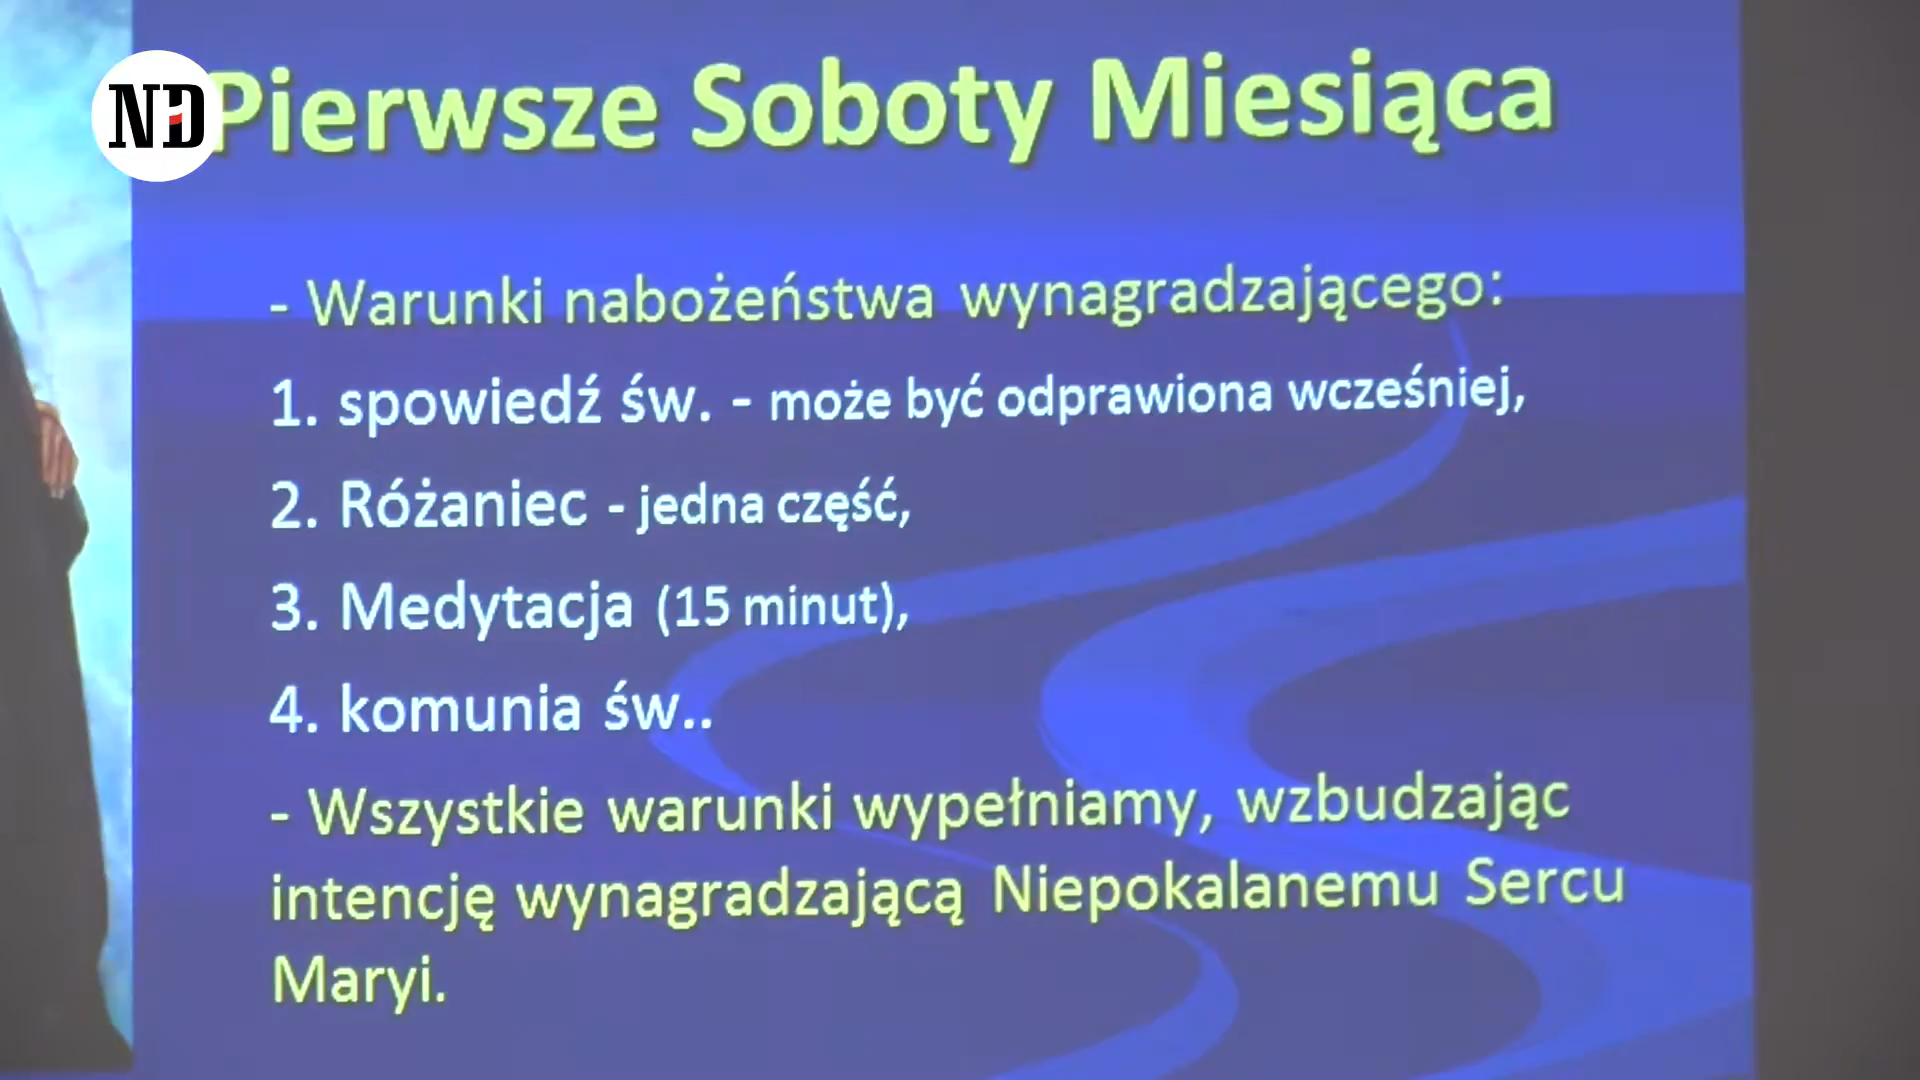 ND
Pierwsze Soboty Miesiąca
- Warunki nabożeństwa wynagradzającego:
1. spowiedź św. - może być odprawiona wcześniej,
2. Różaniec - jedna część,
3. Medytacja (15 minut),
4. komunia św..
- Wszystkie warunki wypełniamy, wzbudzając
intencję wynagradzającą Niepokalanemu Sercu
Maryi.